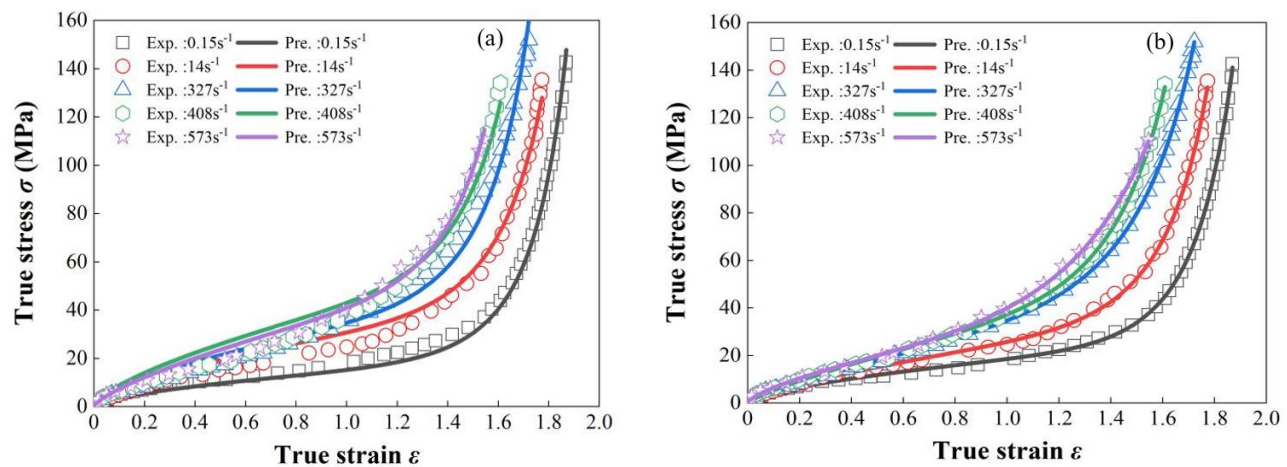 (a)
True stress σ (MPa)
160
140
120
100
80
60
40
20
0
Exp. :0.15s⁻¹ Pre. :0.15s⁻¹
Exp. :14s⁻¹ Pre. :14s⁻¹
Exp. :327s⁻¹ Pre. :327s⁻¹
Exp. :408s⁻¹ Pre. :408s⁻¹
Exp. :573s⁻¹ Pre. :573s⁻¹
0 0.2 0.4 0.6 0.8 1.0 1.2 1.4 1.6 1.8 2.0
True strain ε
(b)
True stress σ (MPa)
160
140
120
100
80
60
40
20
0
Exp. :0.15s⁻¹ Pre. :0.15s⁻¹
Exp. :14s⁻¹ Pre. :14s⁻¹
Exp. :327s⁻¹ Pre. :327s⁻¹
Exp. :408s⁻¹ Pre. :408s⁻¹
Exp. :573s⁻¹ Pre. :573s⁻¹
0 0.2 0.4 0.6 0.8 1.0 1.2 1.4 1.6 1.8 2.0
True strain ε